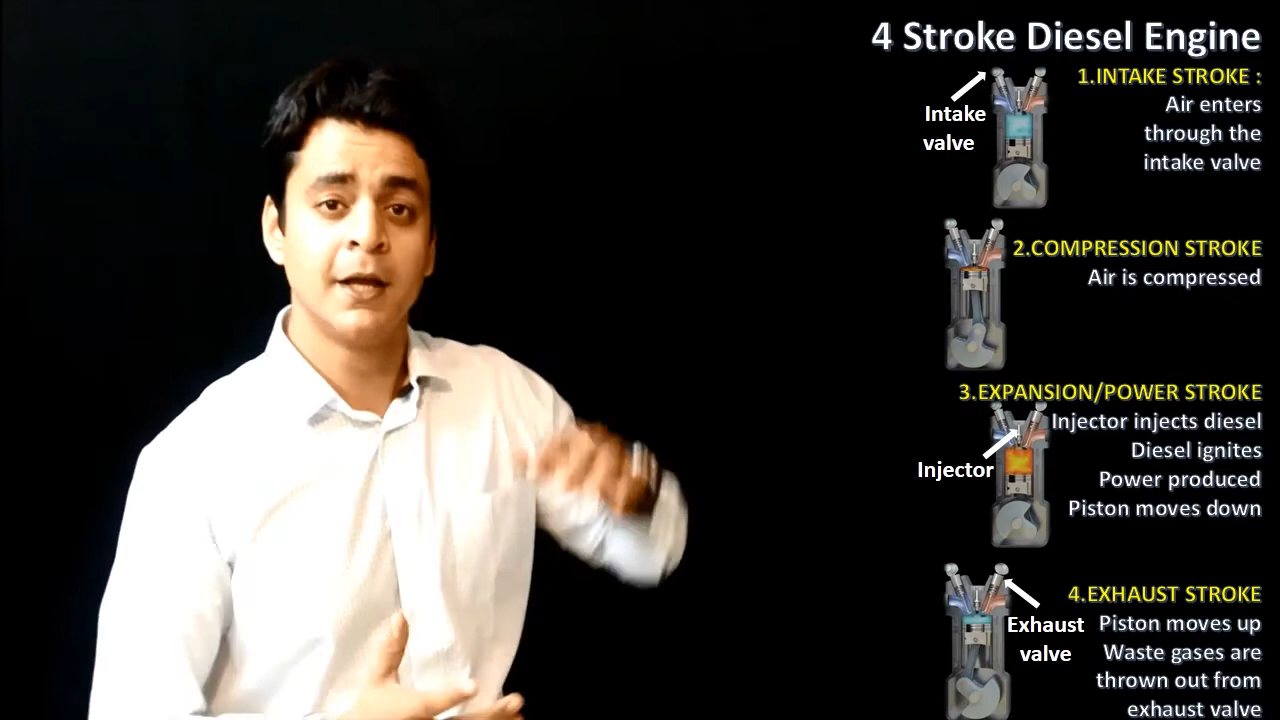 4 Stroke Diesel Engine
1.INTAKE STROKE :
Air enters
through the
intake valve
Intake
valve
2.COMPRESSION STROKE
Air is compressed
3.EXPANSION/POWER STROKE
Injector injects diesel
Diesel ignites
Power produced
Piston moves down
Injector
4.EXHAUST STROKE
Piston moves up
Waste gases are
thrown out from
exhaust valve
Exhaust
valve